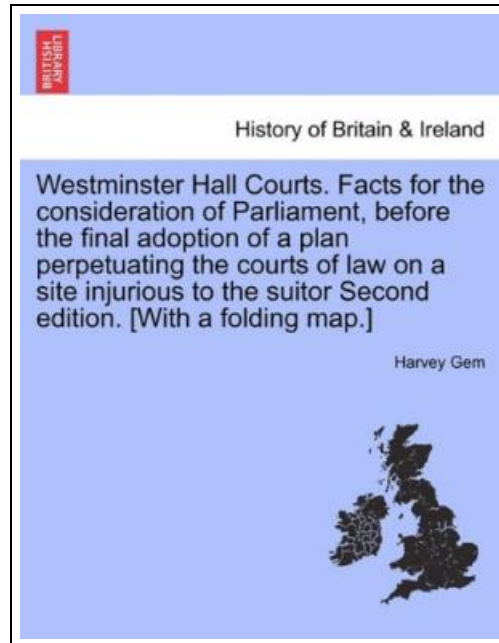 BRITISH
LIBRARY
History of Britain & Ireland
Westminster Hall Courts. Facts for the
consideration of Parliament, before
the final adoption of a plan
perpetuating the courts of law on a
site injurious to the suitor Second
edition. [With a folding map.]
Harvey Gem